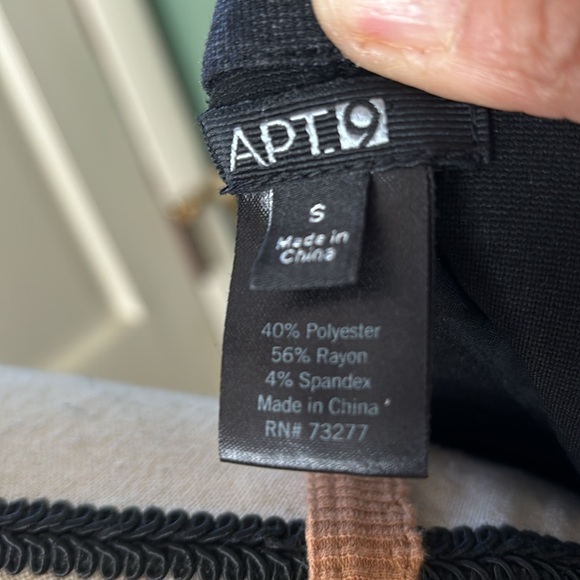 APT.9
S
Made in
China
40% Polyester
56% Rayon
4% Spandex
Made in China
RN# 73277